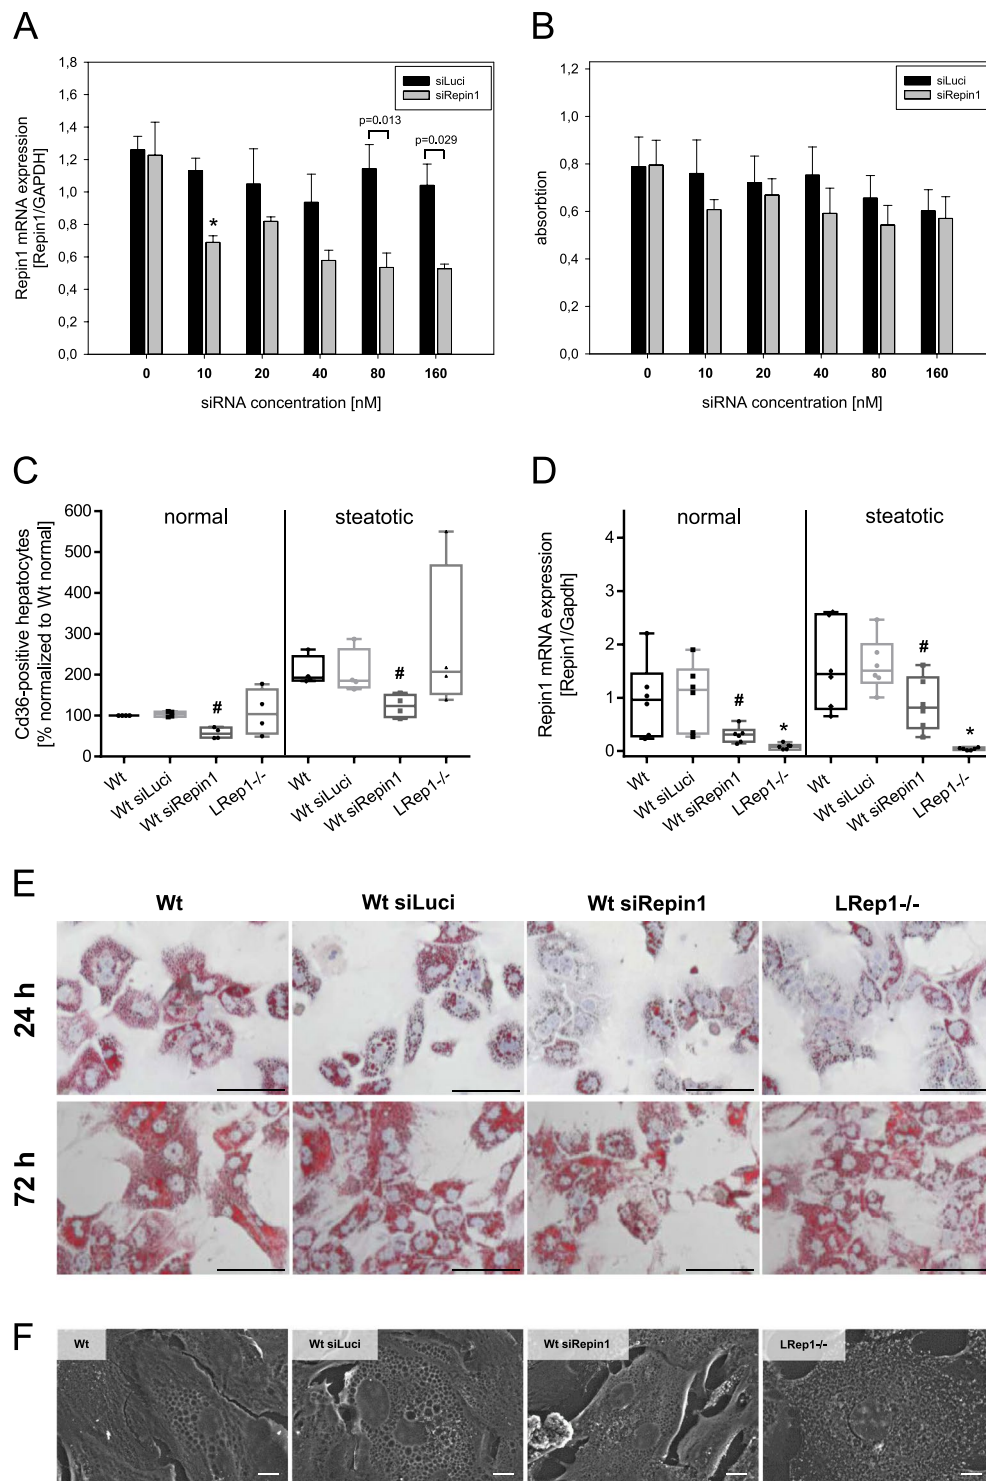 A
Repin1 mRNA expression
[Repin1/GAPDH]
1,8
1,6
1,4
1,2
1,0
0,8
0,6
0,4
0,2
0,0
siLuci
siRepin1
p=0.013
p=0.029
*
0 10 20 40 80 160
siRNA concentration [nM]
B
absorbtion
1,2
1,0
0,8
0,6
0,4
0,2
0,0
siLuci
siRepin1
0 10 20 40 80 160
siRNA concentration [nM]
C
Cd36-positive hepatocytes
[% normalized to Wt normal]
600
500
400
300
200
100
0
normal steatotic
# #
Wt Wt siLuci Wt siRepin1 LRep1-/- Wt Wt siLuci Wt siRepin1 LRep1-/-
D
Repin1 mRNA expression
[Repin1/Gapdh]
4
3
2
1
0
normal steatotic
# * # *
Wt Wt siLuci Wt siRepin1 LRep1-/- Wt Wt siLuci Wt siRepin1 LRep1-/-
E
Wt Wt siLuci Wt siRepin1 LRep1-/-
24 h
72 h
F
Wt Wt siLuci Wt siRepin1 LRep1-/-